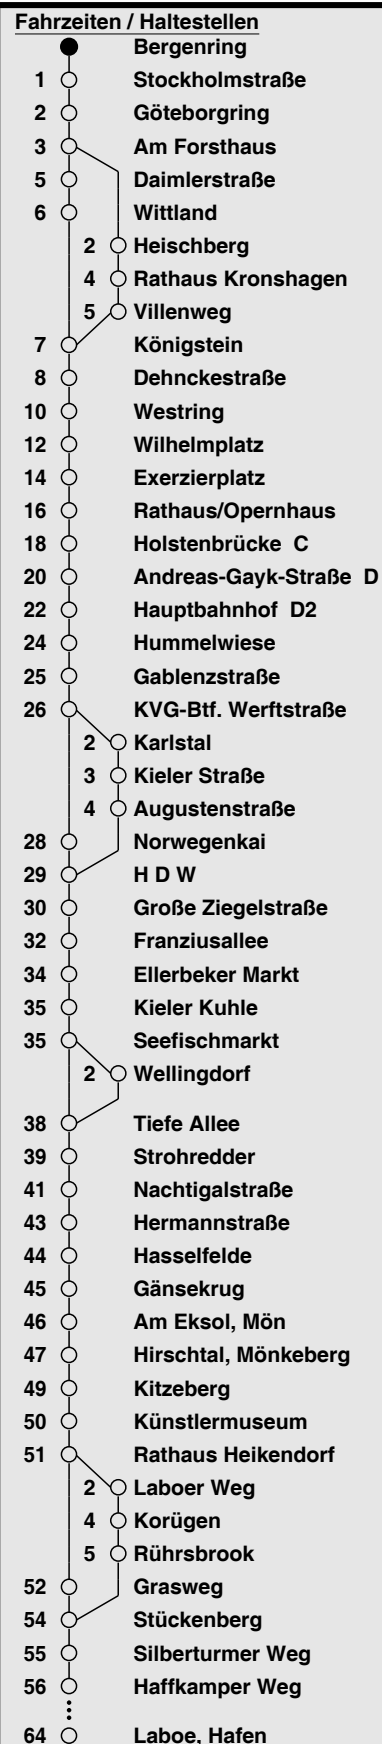 Fahrzeiten / Haltestellen
Bergenring
1 Stockholmstraße
2 Göteborgring
3 Am Forsthaus
5 Daimlerstraße
6 Wittland
2 Heischberg
4 Rathaus Kronshagen
5 Villenweg
7 Königstein
8 Dehnckestraße
10 Westring
12 Wilhelmplatz
14 Exerzierplatz
16 Rathaus/Opernhaus
18 Holstenbrücke C
20 Andreas-Gayk-Straße D
22 Hauptbahnhof D2
24 Hummelwiese
25 Gablenzstraße
26 KVG-Btf. Werftstraße
2 Karlstal
3 Kieler Straße
4 Augustenstraße
28 Norwegenkai
29 H D W
30 Große Ziegelstraße
32 Franziusallee
34 Ellerbeker Markt
35 Kieler Kuhle
35 Seefischmarkt
2 Wellingdorf
38 Tiefe Allee
39 Strohredder
41 Nachtigalstraße
43 Hermannstraße
44 Hasselfelde
45 Gänsekrug
46 Am Eksol, Mön
47 Hirschtal, Mönkeberg
49 Kitzeberg
50 Künstlermuseum
51 Rathaus Heikendorf
2 Laboer Weg
4 Korügen
5 Rührsbrook
52 Grasweg
54 Stückenberg
55 Silberturmer Weg
56 Haffkamper Weg
64 Laboe, Hafen